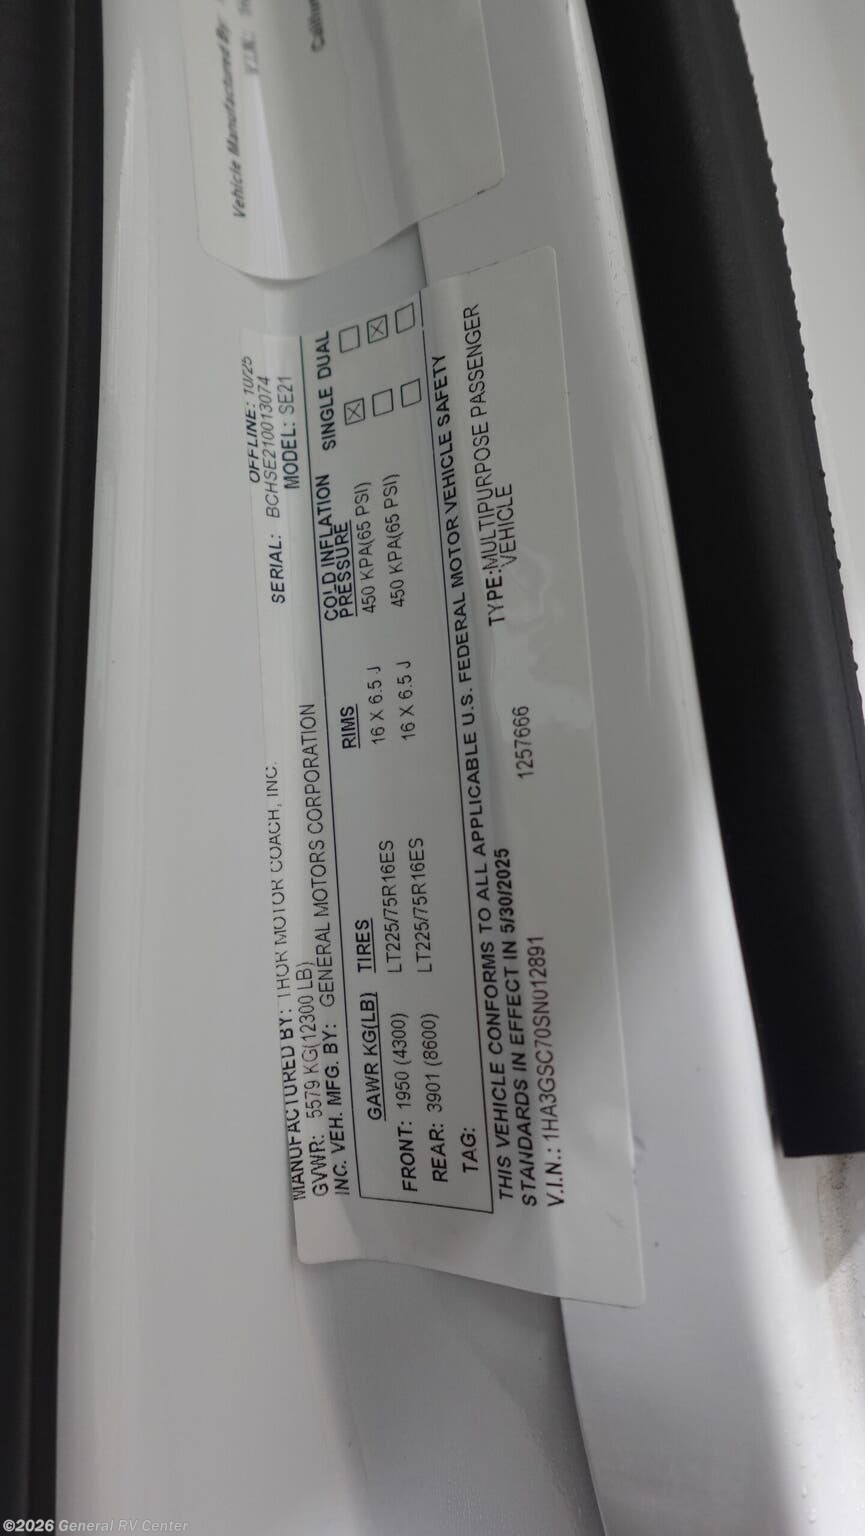 Vehicle Manufactured By:
V.I.N.:
OFFLINE: 10/25
SERIAL: BCHSE210013074
MODEL: SE21
MANUFACTURED BY: THOR MOTOR COACH, INC.
GVWR: 5579 KG(12300 LB)
INC. VEH. MFG. BY: GENERAL MOTORS CORPORATION
GAWR KG(LB) TIRES RIMS COLD INFLATION PRESSURE SINGLE DUAL
FRONT: 1950 (4300) LT225/75R16ES 16 X 6.5 J 450 KPA(65 PSI)
REAR: 3901 (8600) LT225/75R16ES 16 X 6.5 J 450 KPA(65 PSI)
TAG:
THIS VEHICLE CONFORMS TO ALL APPLICABLE U.S. FEDERAL MOTOR VEHICLE SAFETY
STANDARDS IN EFFECT IN 5/30/2025
TYPE:MULTIPURPOSE PASSENGER
VEHICLE
V.I.N.: 1HA3GSC70SN012891
1257666
©2026 General RV Center